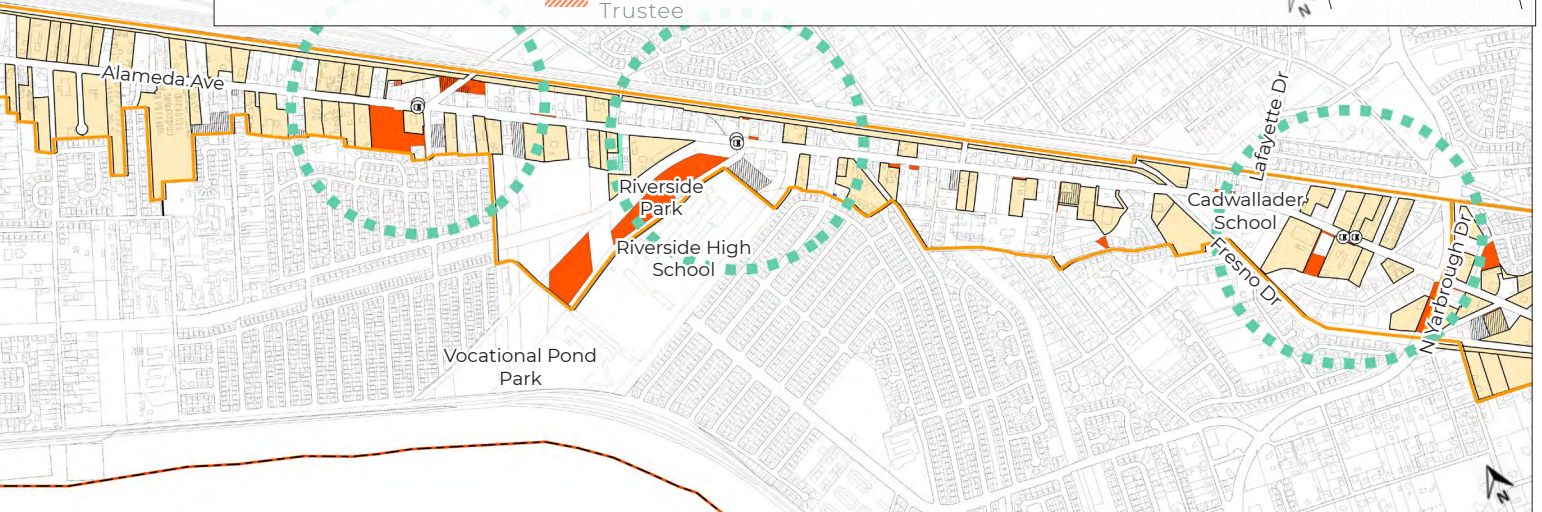 Trustee
N
Alameda Ave
Lafayette Dr
Riverside
Park
Cadwallader
School
Riverside High
School
Fresno Dr
N Yarbrough Dr
Vocational Pond
Park
N